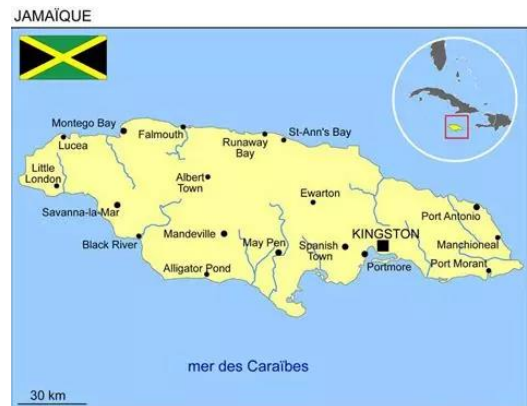 JAMAÏQUE
Montego Bay
Falmouth
St-Ann's Bay
Lucea
Runaway
Bay
Little
London
Albert
Town
Ewarton
Savanna-la-Mar
Port Antonio
Black River
Mandeville
May Pen
Spanish
Town
KINGSTON
Manchioneal
Portmore
Port Morant
Alligator Pond
mer des Caraïbes
30 km